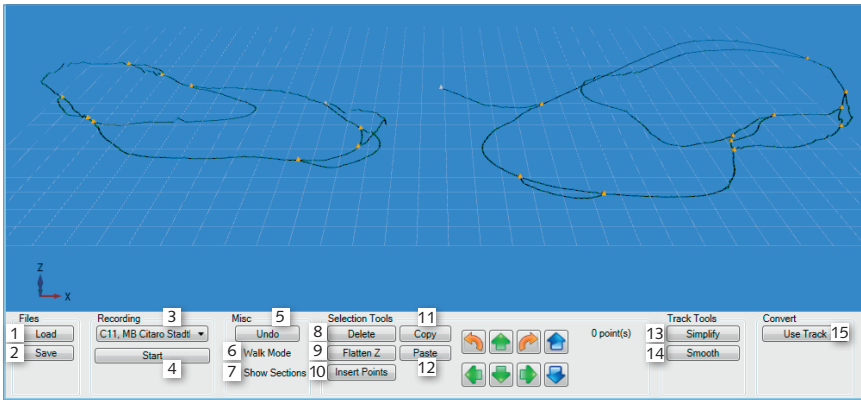 Z
X
Files
Recording
3
Misc
5
Selection Tools
11
Track Tools
Convert
1 Load
C11, MB Citaro Stadtl
Undo
8 Delete
Copy
0 point(s)
13 Simplify
Use Track 15
2 Save
Start
6 Walk Mode
9 Flatten Z
Paste
14 Smooth
4
7 Show Sections
10 Insert Points
12